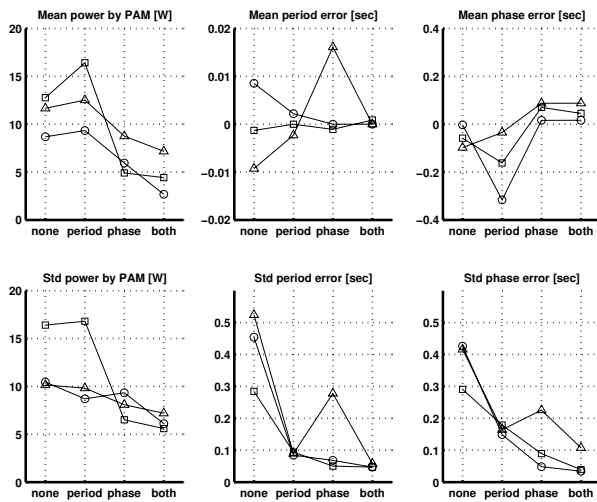 Mean power by PAM [W]
20
15
10
5
0
none period phase both
Mean period error [sec]
0.02
0.01
0
−0.01
−0.02
none period phase both
Mean phase error [sec]
0.4
0.2
0
−0.2
−0.4
none period phase both
Std power by PAM [W]
20
15
10
5
0
none period phase both
Std period error [sec]
0.5
0.4
0.3
0.2
0.1
0
none period phase both
Std phase error [sec]
0.5
0.4
0.3
0.2
0.1
0
none period phase both